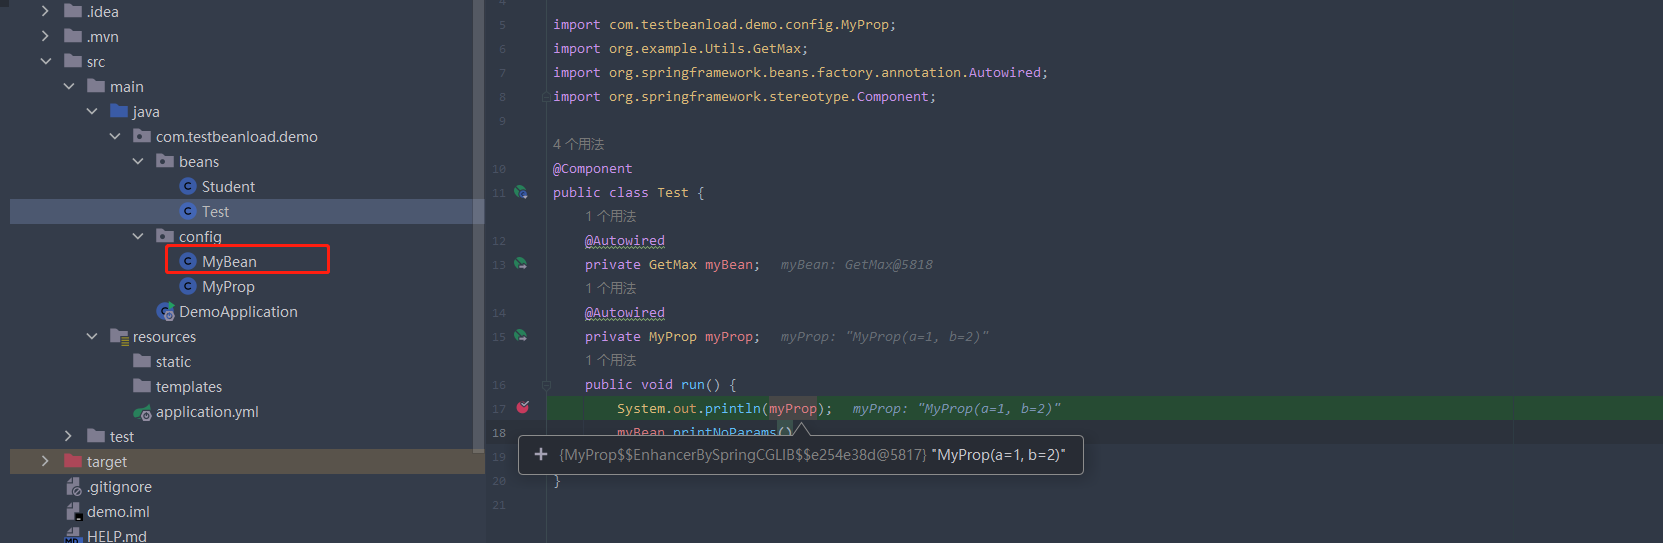 .idea
.mvn
src
main
java
com.testbeanload.demo
beans
Student
Test
config
MyBean
MyProp
DemoApplication
resources
static
templates
application.yml
test
target
.gitignore
demo.iml
HELP.md
4
5 import com.testbeanload.demo.config.MyProp;
6 import org.example.Utils.GetMax;
7 import org.springframework.beans.factory.annotation.Autowired;
8 import org.springframework.stereotype.Component;
9
4 个用法
10 @Component
11 public class Test {
1 个用法
12 @Autowired
13 private GetMax myBean; myBean: GetMax@5818
1 个用法
14 @Autowired
15 private MyProp myProp; myProp: "MyProp(a=1, b=2)"
1 个用法
16 public void run() {
17 System.out.println(myProp); myProp: "MyProp(a=1, b=2)"
18 myBean.printNoParams()
19 + {MyProp$$EnhancerBySpringCGLIB$$e254e38d@5817} "MyProp(a=1, b=2)"
20 }
21